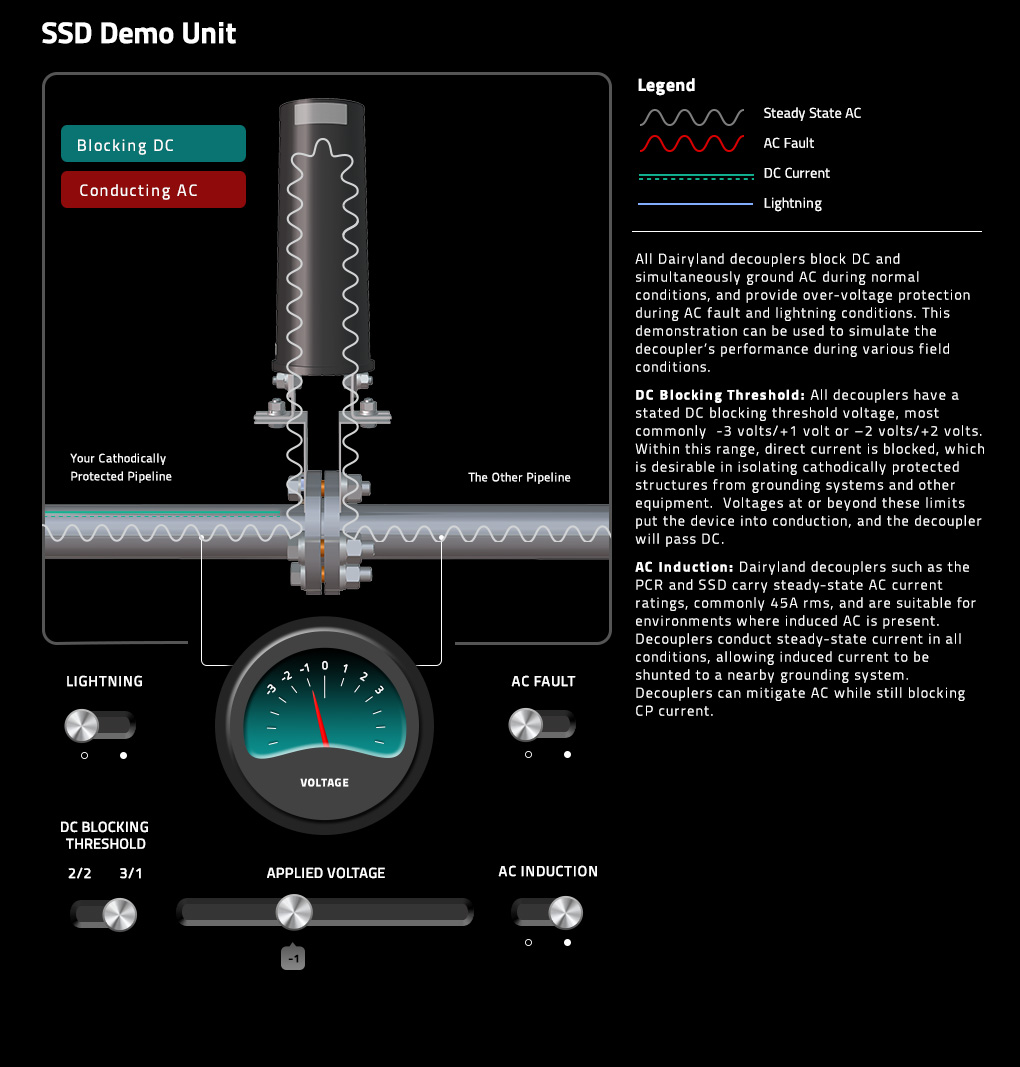 SSD Demo Unit
Blocking DC
Conducting AC
Your Cathodically
Protected Pipeline
The Other Pipeline
-3 -2 -1 0 1 2 3
VOLTAGE
LIGHTNING
AC FAULT
DC BLOCKING
THRESHOLD
2/2 3/1
APPLIED VOLTAGE
-1
AC INDUCTION
Legend
Steady State AC
AC Fault
DC Current
Lightning
All Dairyland decouplers block DC and
simultaneously ground AC during normal
conditions, and provide over-voltage protection
during AC fault and lightning conditions. This
demonstration can be used to simulate the
decoupler's performance during various field
conditions.
DC Blocking Threshold: All decouplers have a
stated DC blocking threshold voltage, most
commonly -3 volts/+1 volt or –2 volts/+2 volts.
Within this range, direct current is blocked, which
is desirable in isolating cathodically protected
structures from grounding systems and other
equipment. Voltages at or beyond these limits
put the device into conduction, and the decoupler
will pass DC.
AC Induction: Dairyland decouplers such as the
PCR and SSD carry steady-state AC current
ratings, commonly 45A rms, and are suitable for
environments where induced AC is present.
Decouplers conduct steady-state current in all
conditions, allowing induced current to be
shunted to a nearby grounding system.
Decouplers can mitigate AC while still blocking
CP current.